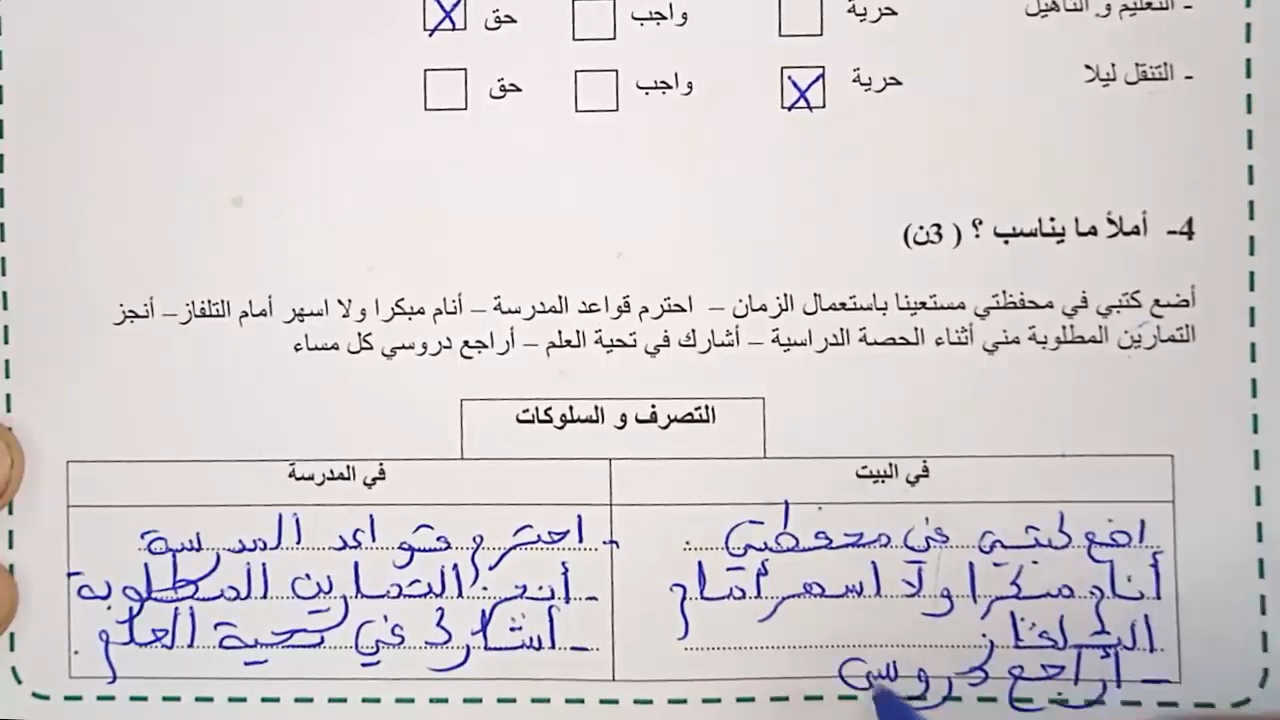 - التعليم و التاهيل حرية واجب حق X
- التنقل ليلا حرية X واجب حق
4- أملأ ما يناسب ؟ ( 3ن)
أضع كتبي في محفظتي مستعينا باستعمال الزمان – احترم قواعد المدرسة – أنام مبكرا ولا اسهر أمام التلفاز– أنجز
التمارين المطلوبة مني أثناء الحصة الدراسية – أشارك في تحية العلم – أراجع دروسي كل مساء
التصرف و السلوكات
في البيت
في المدرسة
اضع كتبي في محفظتي
أنام مبكرا ولا اسهر أمام
التلفاز
- أراجع دروسي
- احترم قواعد المدرسة
- أنجز التمارين المطلوبة
- أشارك في تحية العلم.